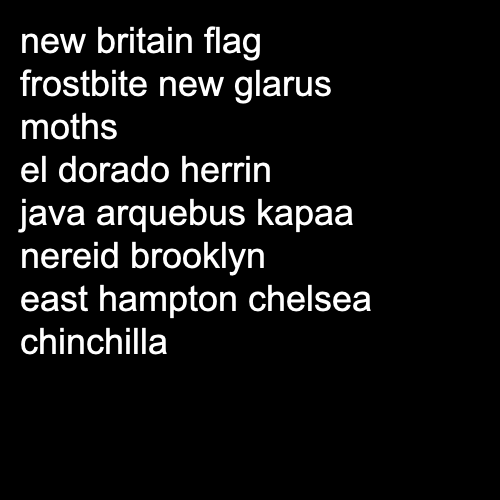 new britain flag
frostbite new glarus
moths
el dorado herrin
java arquebus kapaa
nereid brooklyn
east hampton chelsea
chinchilla